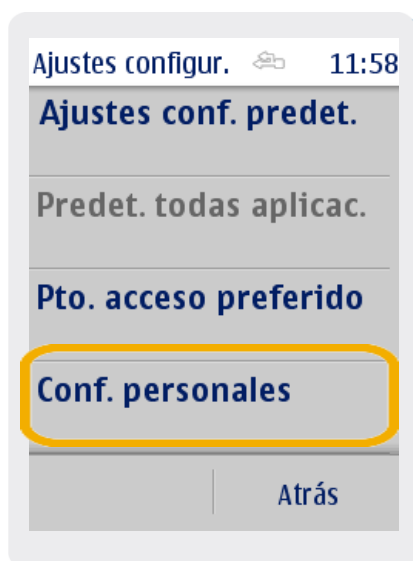 Ajustes configur. 11:58
Ajustes conf. predet.
Predet. todas aplicac.
Pto. acceso preferido
Conf. personales
Atrás